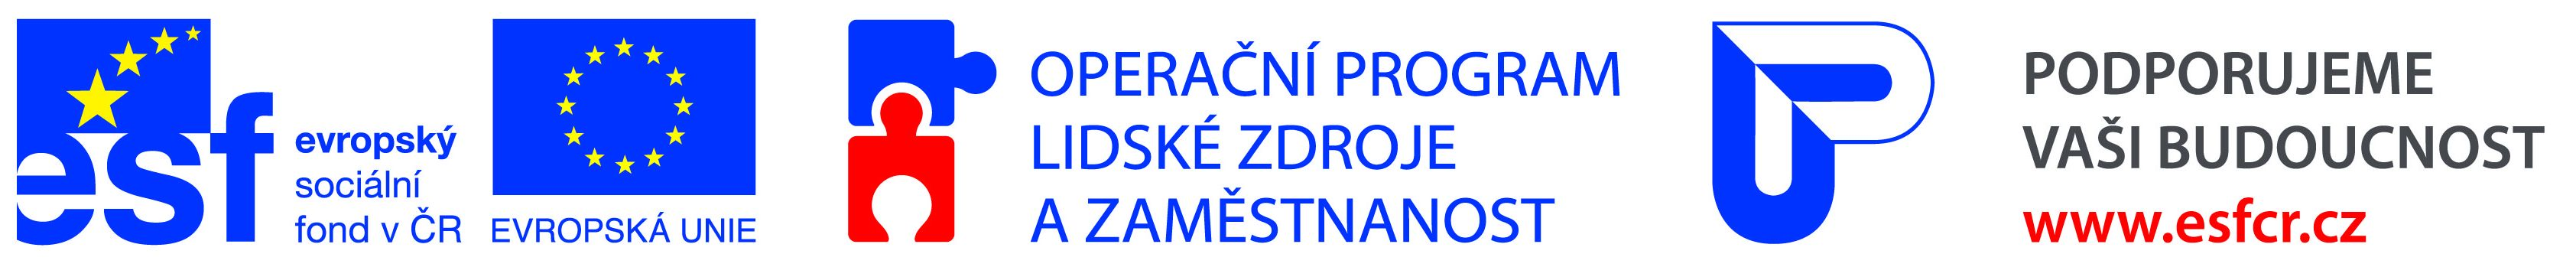 esf
evropský
sociální
fond v ČR
EVROPSKÁ UNIE
OPERAČNÍ PROGRAM
LIDSKÉ ZDROJE
A ZAMĚSTNANOST
PODPORUJEME
VAŠI BUDOUCNOST
www.esfcr.cz